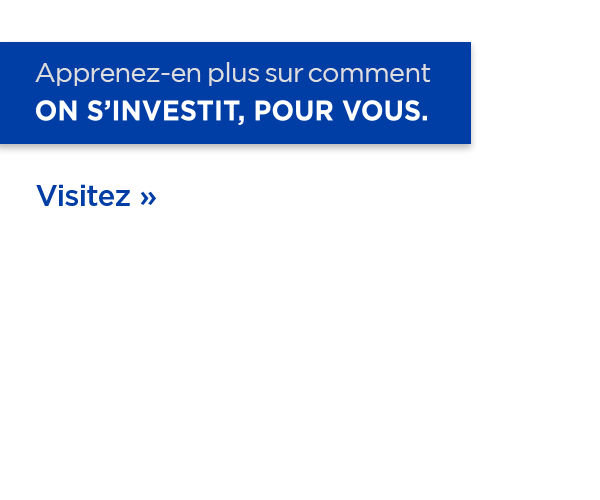 Apprenez-en plus sur comment
ON S’INVESTIT, POUR VOUS.
Visitez »